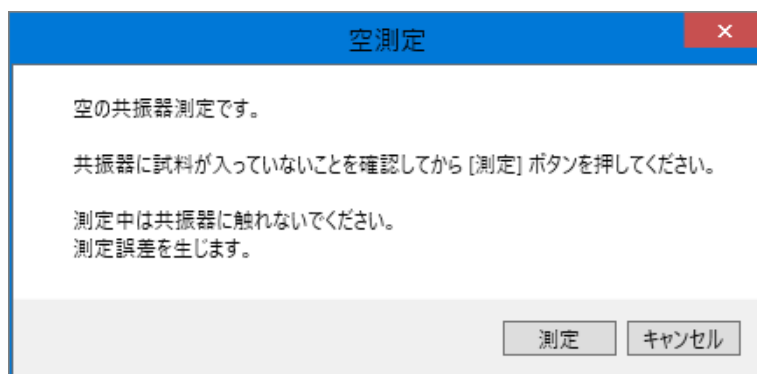 空測定
空の共振器測定です。
共振器に試料が入っていないことを確認してから [測定] ボタンを押してください。
測定中は共振器に触れないでください。
測定誤差を生じます。
測定
キャンセル